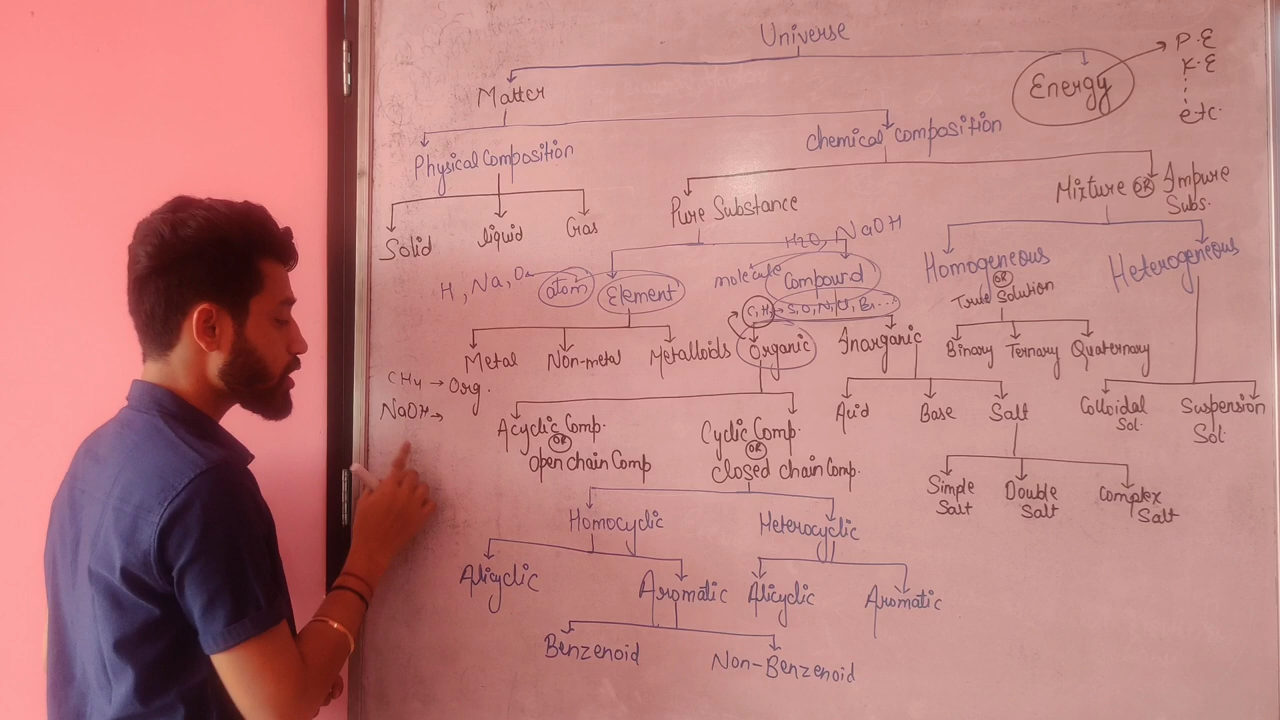 Universe
Matter
Energy
P.E
K.E
etc.
Physical Composition
Chemical Composition
Solid
liquid
Gas
Pure Substance
Mixture OR Impure
Subs.
H, Na, O
atom
Element
H2O, NaOH
molecule
Compound
C, H, S, O, N, Cl, Br...
Homogeneous
OR
True Solution
Heterogeneous
Metal
Non-metal
Metalloids
Organic
Inorganic
Binary
Ternary
Quaternary
CH4 → Org.
NaOH →
Acyclic Comp.
OR
open chain Comp
Cyclic Comp.
OR
closed chain Comp.
Acid
Base
Salt
Colloidal
Sol.
Suspension
Sol.
Simple
Salt
Double
Salt
Complex
Salt
Homocyclic
Heterocyclic
Alicyclic
Aromatic
Alicyclic
Aromatic
Benzenoid
Non-Benzenoid